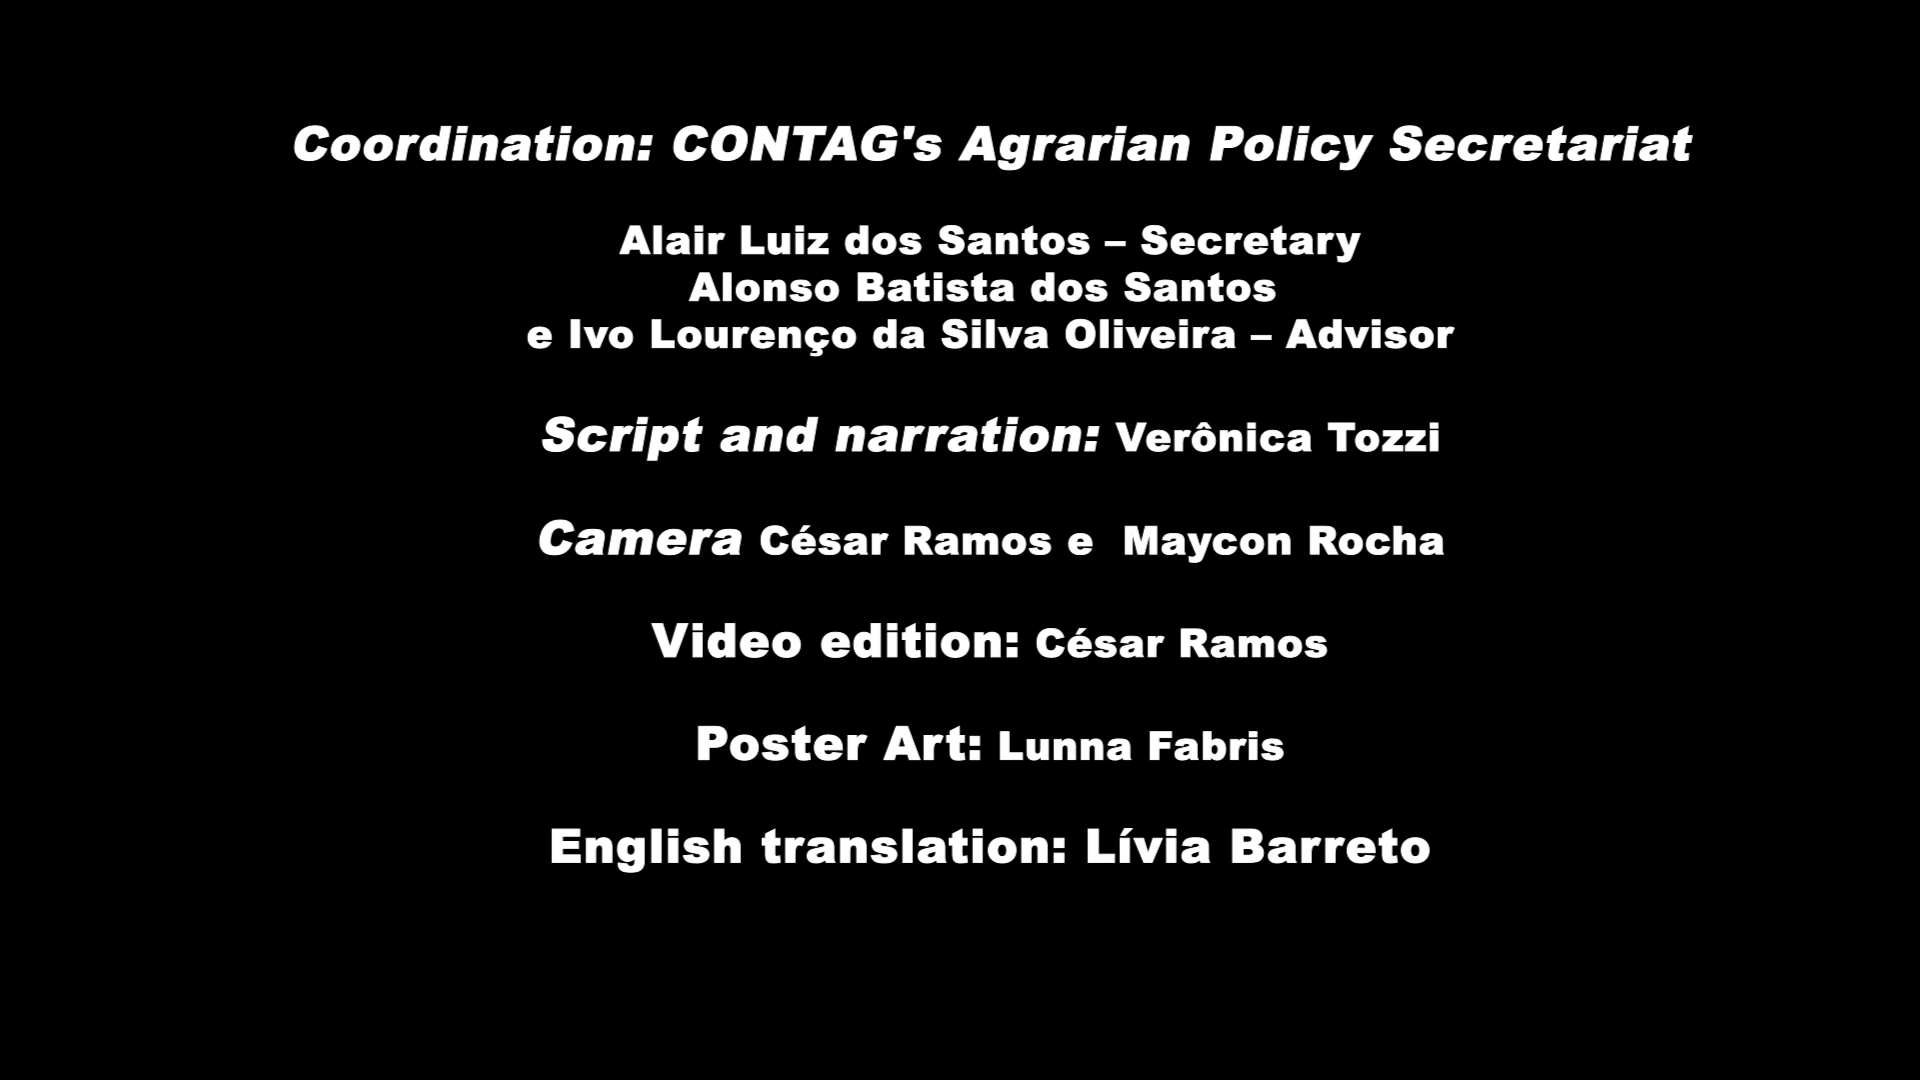 Coordination: CONTAG's Agrarian Policy Secretariat
Alair Luiz dos Santos – Secretary
Alonso Batista dos Santos
e Ivo Lourenço da Silva Oliveira – Advisor
Script and narration: Verônica Tozzi
Camera César Ramos e  Maycon Rocha
Video edition: César Ramos
Poster Art: Lunna Fabris
English translation: Lívia Barreto